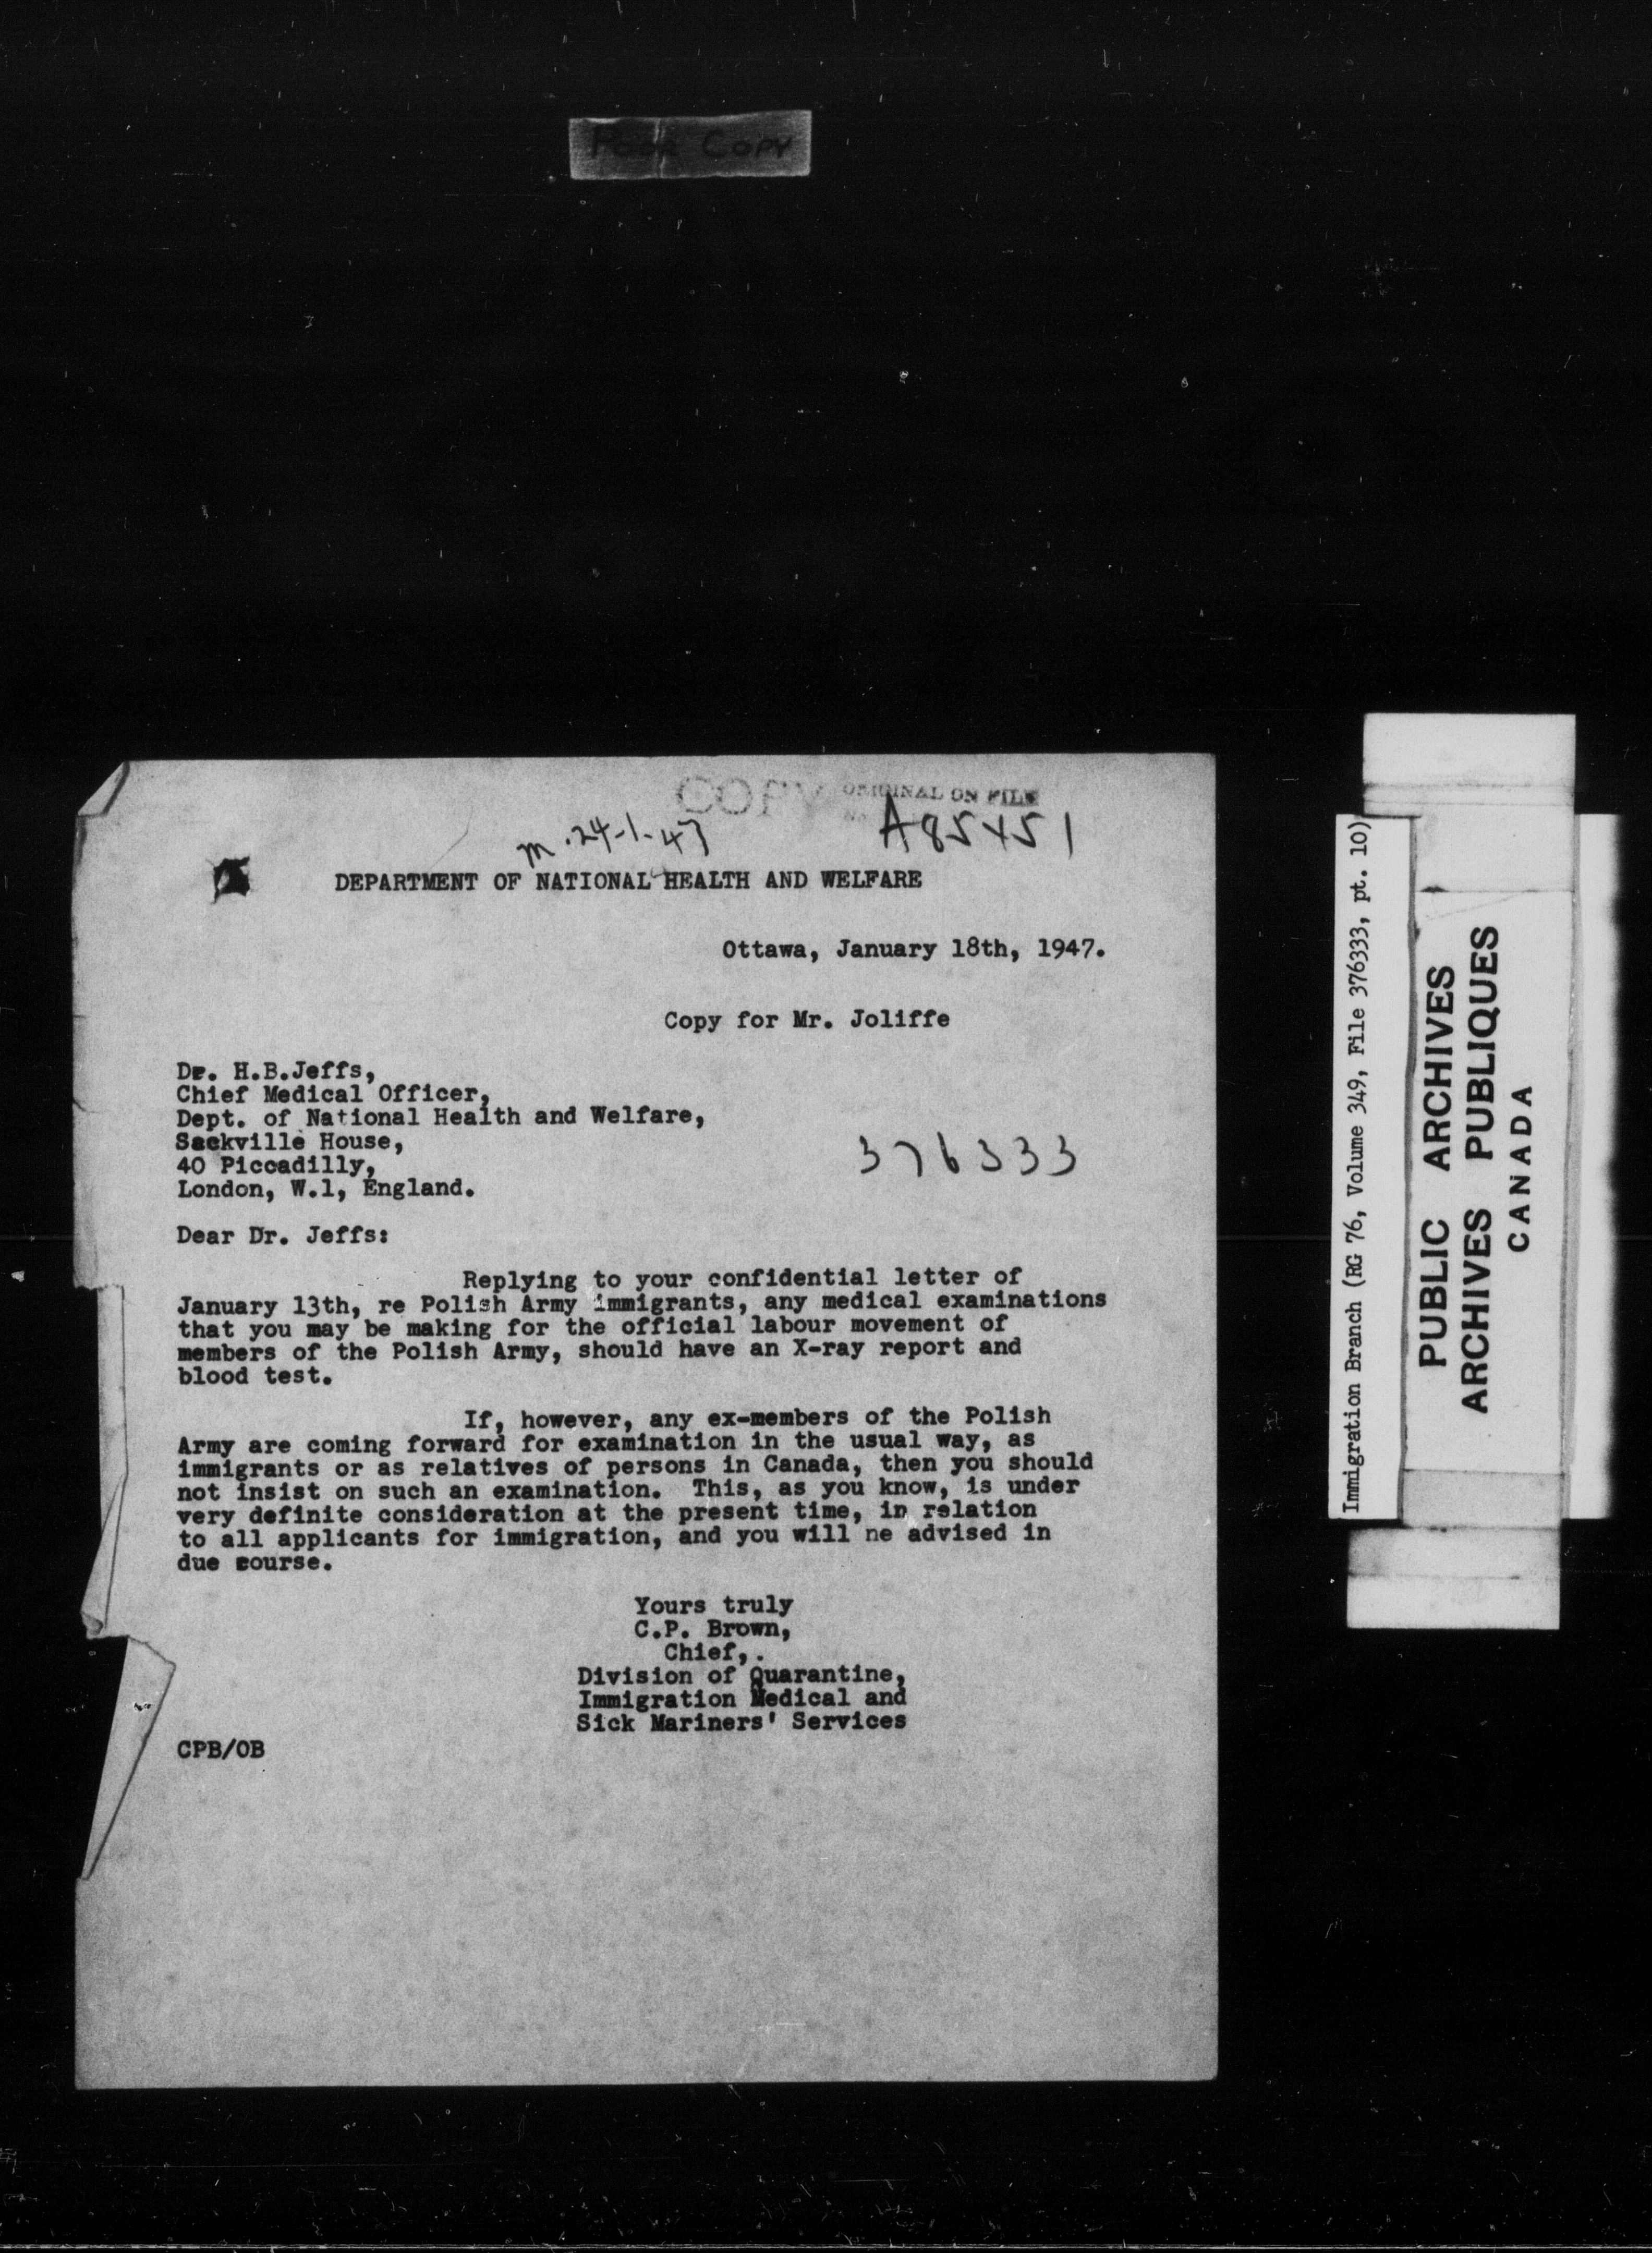 Poor Copy
COPY ORIGINAL ON FILE
m. 24-1-47 A85451
DEPARTMENT OF NATIONAL HEALTH AND WELFARE
Ottawa, January 18th, 1947.
Copy for Mr. Joliffe
Dr. H.B.Jeffs,
Chief Medical Officer,
Dept. of National Health and Welfare,
Sackville House,
40 Piccadilly,
London, W.1, England.
376333
Dear Dr. Jeffs:
Replying to your confidential letter of
January 13th, re Polish Army immigrants, any medical examinations
that you may be making for the official labour movement of
members of the Polish Army, should have an X-ray report and
blood test.
If, however, any ex-members of the Polish
Army are coming forward for examination in the usual way, as
immigrants or as relatives of persons in Canada, then you should
not insist on such an examination. This, as you know, is under
very definite consideration at the present time, in relation
to all applicants for immigration, and you will ne advised in
due course.
Yours truly
C.P. Brown,
Chief,.
Division of Quarantine,
Immigration Medical and
Sick Mariners' Services
CPB/OB
Immigration Branch (RG 76, Volume 349, File 376333, pt. 10)
PUBLIC ARCHIVES
ARCHIVES PUBLIQUES
CANADA